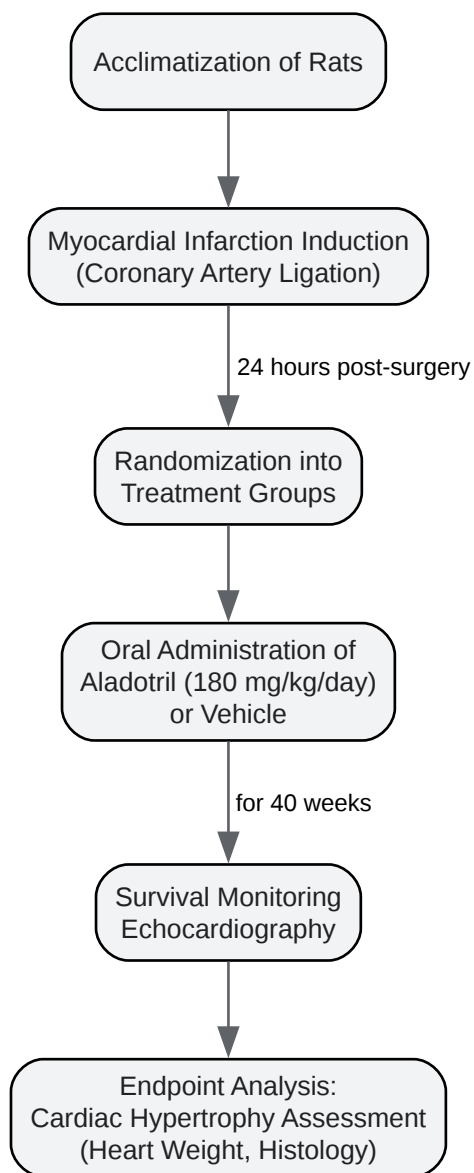 Acclimatization of Rats
Myocardial Infarction Induction
(Coronary Artery Ligation)
24 hours post-surgery
Randomization into
Treatment Groups
Oral Administration of
Aladotril (180 mg/kg/day)
or Vehicle
for 40 weeks
Survival Monitoring
Echocardiography
Endpoint Analysis:
Cardiac Hypertrophy Assessment
(Heart Weight, Histology)